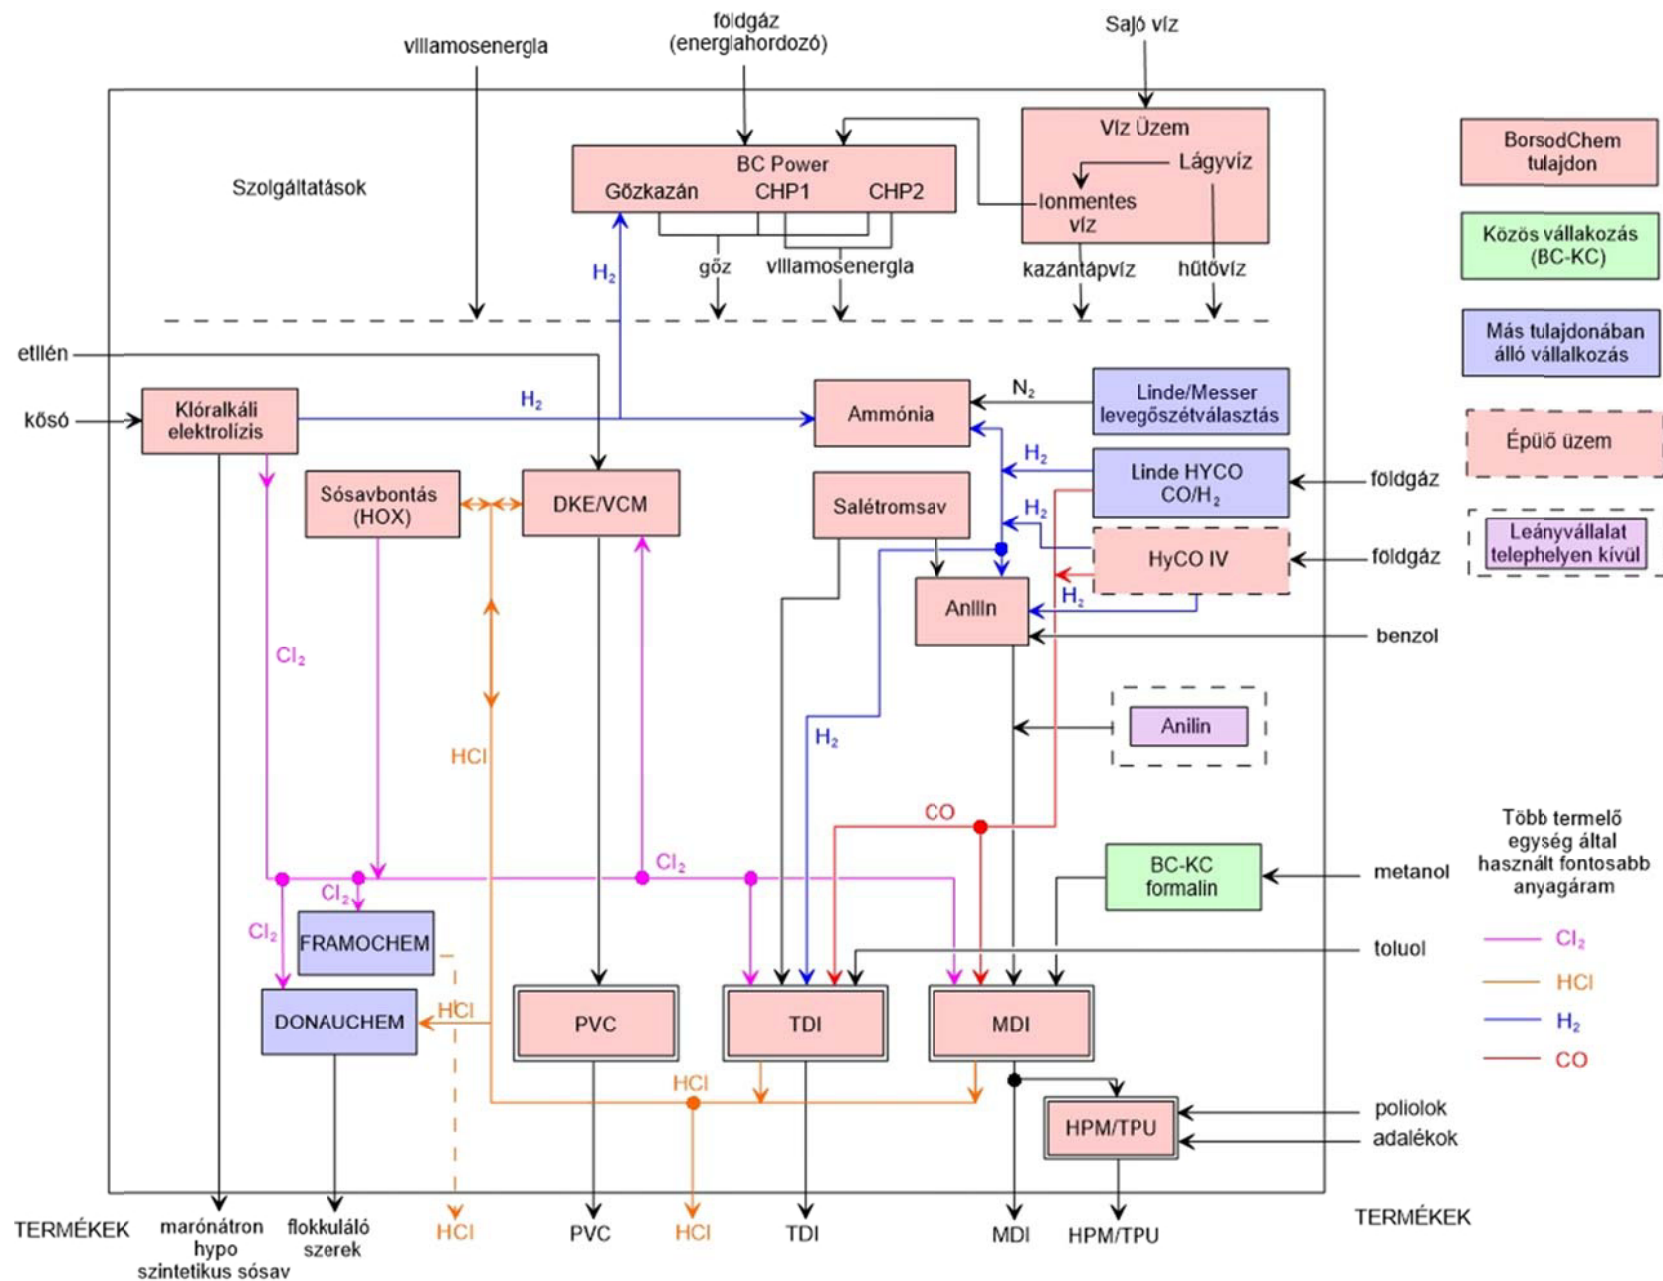 villamosenergia
földgáz
(energiahordozó)
Sajó víz
Szolgáltatások
BC Power
Gőzkazán
CHP1
CHP2
Víz Üzem
Lágyvíz
Ionmentes
víz
H₂
gőz
villamosenergia
kazántápvíz
hűtővíz
BorsodChem
tulajdon
Közös vállakozás
(BC-KC)
Más tulajdonában
álló vállalkozás
Épülő üzem
Leányvállalat
telephelyen kívül
etilén
kősó
Klóralkáli
elektrolízis
H₂
Ammónia
N₂
Linde/Messer
levegőszétválasztás
Sósavbontás
(HOX)
DKE/VCM
Salétromsav
H₂
Linde HYCO
CO/H₂
földgáz
H₂
HyCO IV
földgáz
H₂
Anilin
benzol
Cl₂
Anilin
HCl
H₂
CO
Cl₂
BC-KC
formalin
metanol
Cl₂
Cl₂
FRAMOCHEM
toluol
DONAUCHEM
HCl
PVC
TDI
MDI
HCl
HPM/TPU
poliolok
adalékok
Több termelő
egység által
használt fontosabb
anyagáram
Cl₂
HCl
H₂
CO
TERMÉKEK
marónátron
hypo
szintetikus sósav
flokkuláló
szerek
HCl
PVC
HCl
TDI
MDI
HPM/TPU
TERMÉKEK